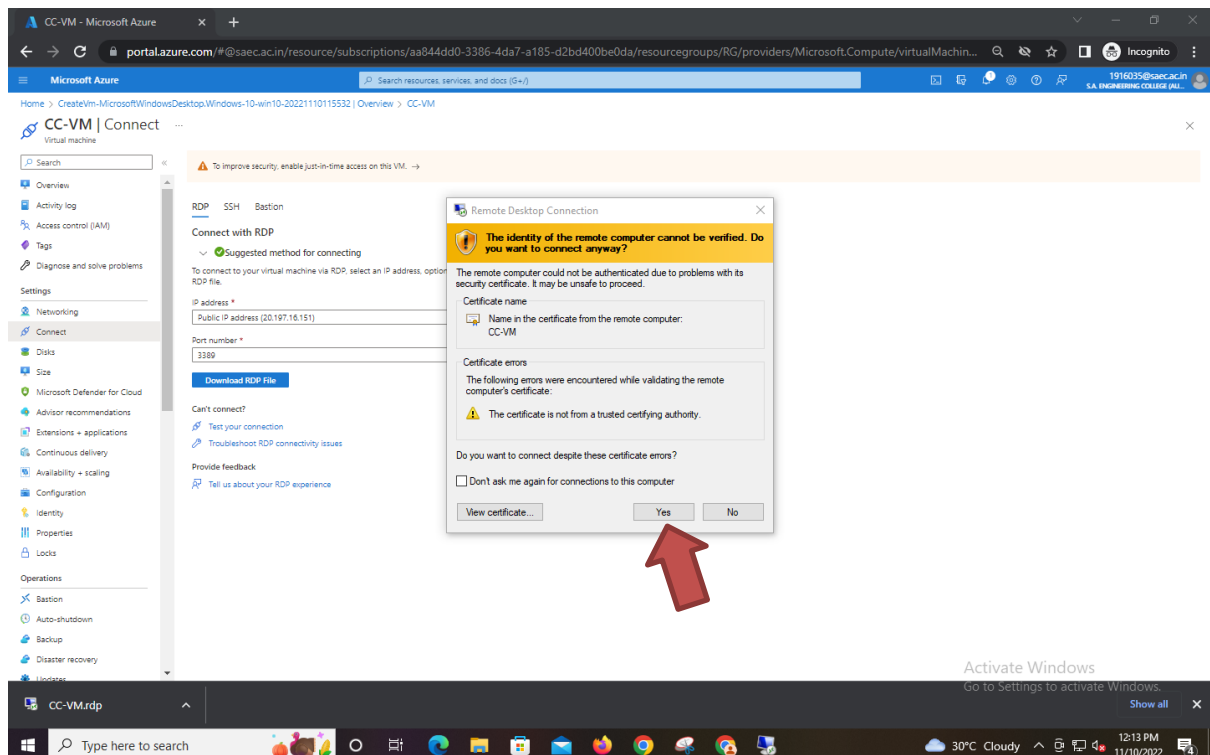 CC-VM - Microsoft Azure
portal.azure.com/#@saec.ac.in/resource/subscriptions/aa844dd0-3386-4da7-a185-d2bd400be0da/resourcegroups/RG/providers/Microsoft.Compute/virtualMachin...
Incognito
Microsoft Azure
Search resources, services, and docs (G+/)
1916035@saec.ac.in
S.A. ENGINEERING COLLEGE (AU...
Home > CreateVm-MicrosoftWindowsDesktop.Windows-10-win10-20221110115532 | Overview > CC-VM
CC-VM | Connect ...
Virtual machine
Search
To improve security, enable just-in-time access on this VM. →
Overview
Activity log
Access control (IAM)
Tags
Diagnose and solve problems
Settings
Networking
Connect
Disks
Size
Microsoft Defender for Cloud
Advisor recommendations
Extensions + applications
Continuous delivery
Availability + scaling
Configuration
Identity
Properties
Locks
Operations
Bastion
Auto-shutdown
Backup
Disaster recovery
Updates
RDP SSH Bastion
Connect with RDP
Suggested method for connecting
To connect to your virtual machine via RDP, select an IP address, option
RDP file.
IP address *
Public IP address (20.197.16.151)
Port number *
3389
Download RDP File
Can't connect?
Test your connection
Troubleshoot RDP connectivity issues
Provide feedback
Tell us about your RDP experience
Remote Desktop Connection
The identity of the remote computer cannot be verified. Do
you want to connect anyway?
The remote computer could not be authenticated due to problems with its
security certificate. It may be unsafe to proceed.
Certificate name
Name in the certificate from the remote computer:
CC-VM
Certificate errors
The following errors were encountered while validating the remote
computer's certificate:
The certificate is not from a trusted certifying authority.
Do you want to connect despite these certificate errors?
Don't ask me again for connections to this computer
View certificate... Yes No
Activate Windows
Go to Settings to activate Windows.
CC-VM.rdp
Show all
Type here to search
30°C Cloudy
12:13 PM
11/10/2022
4